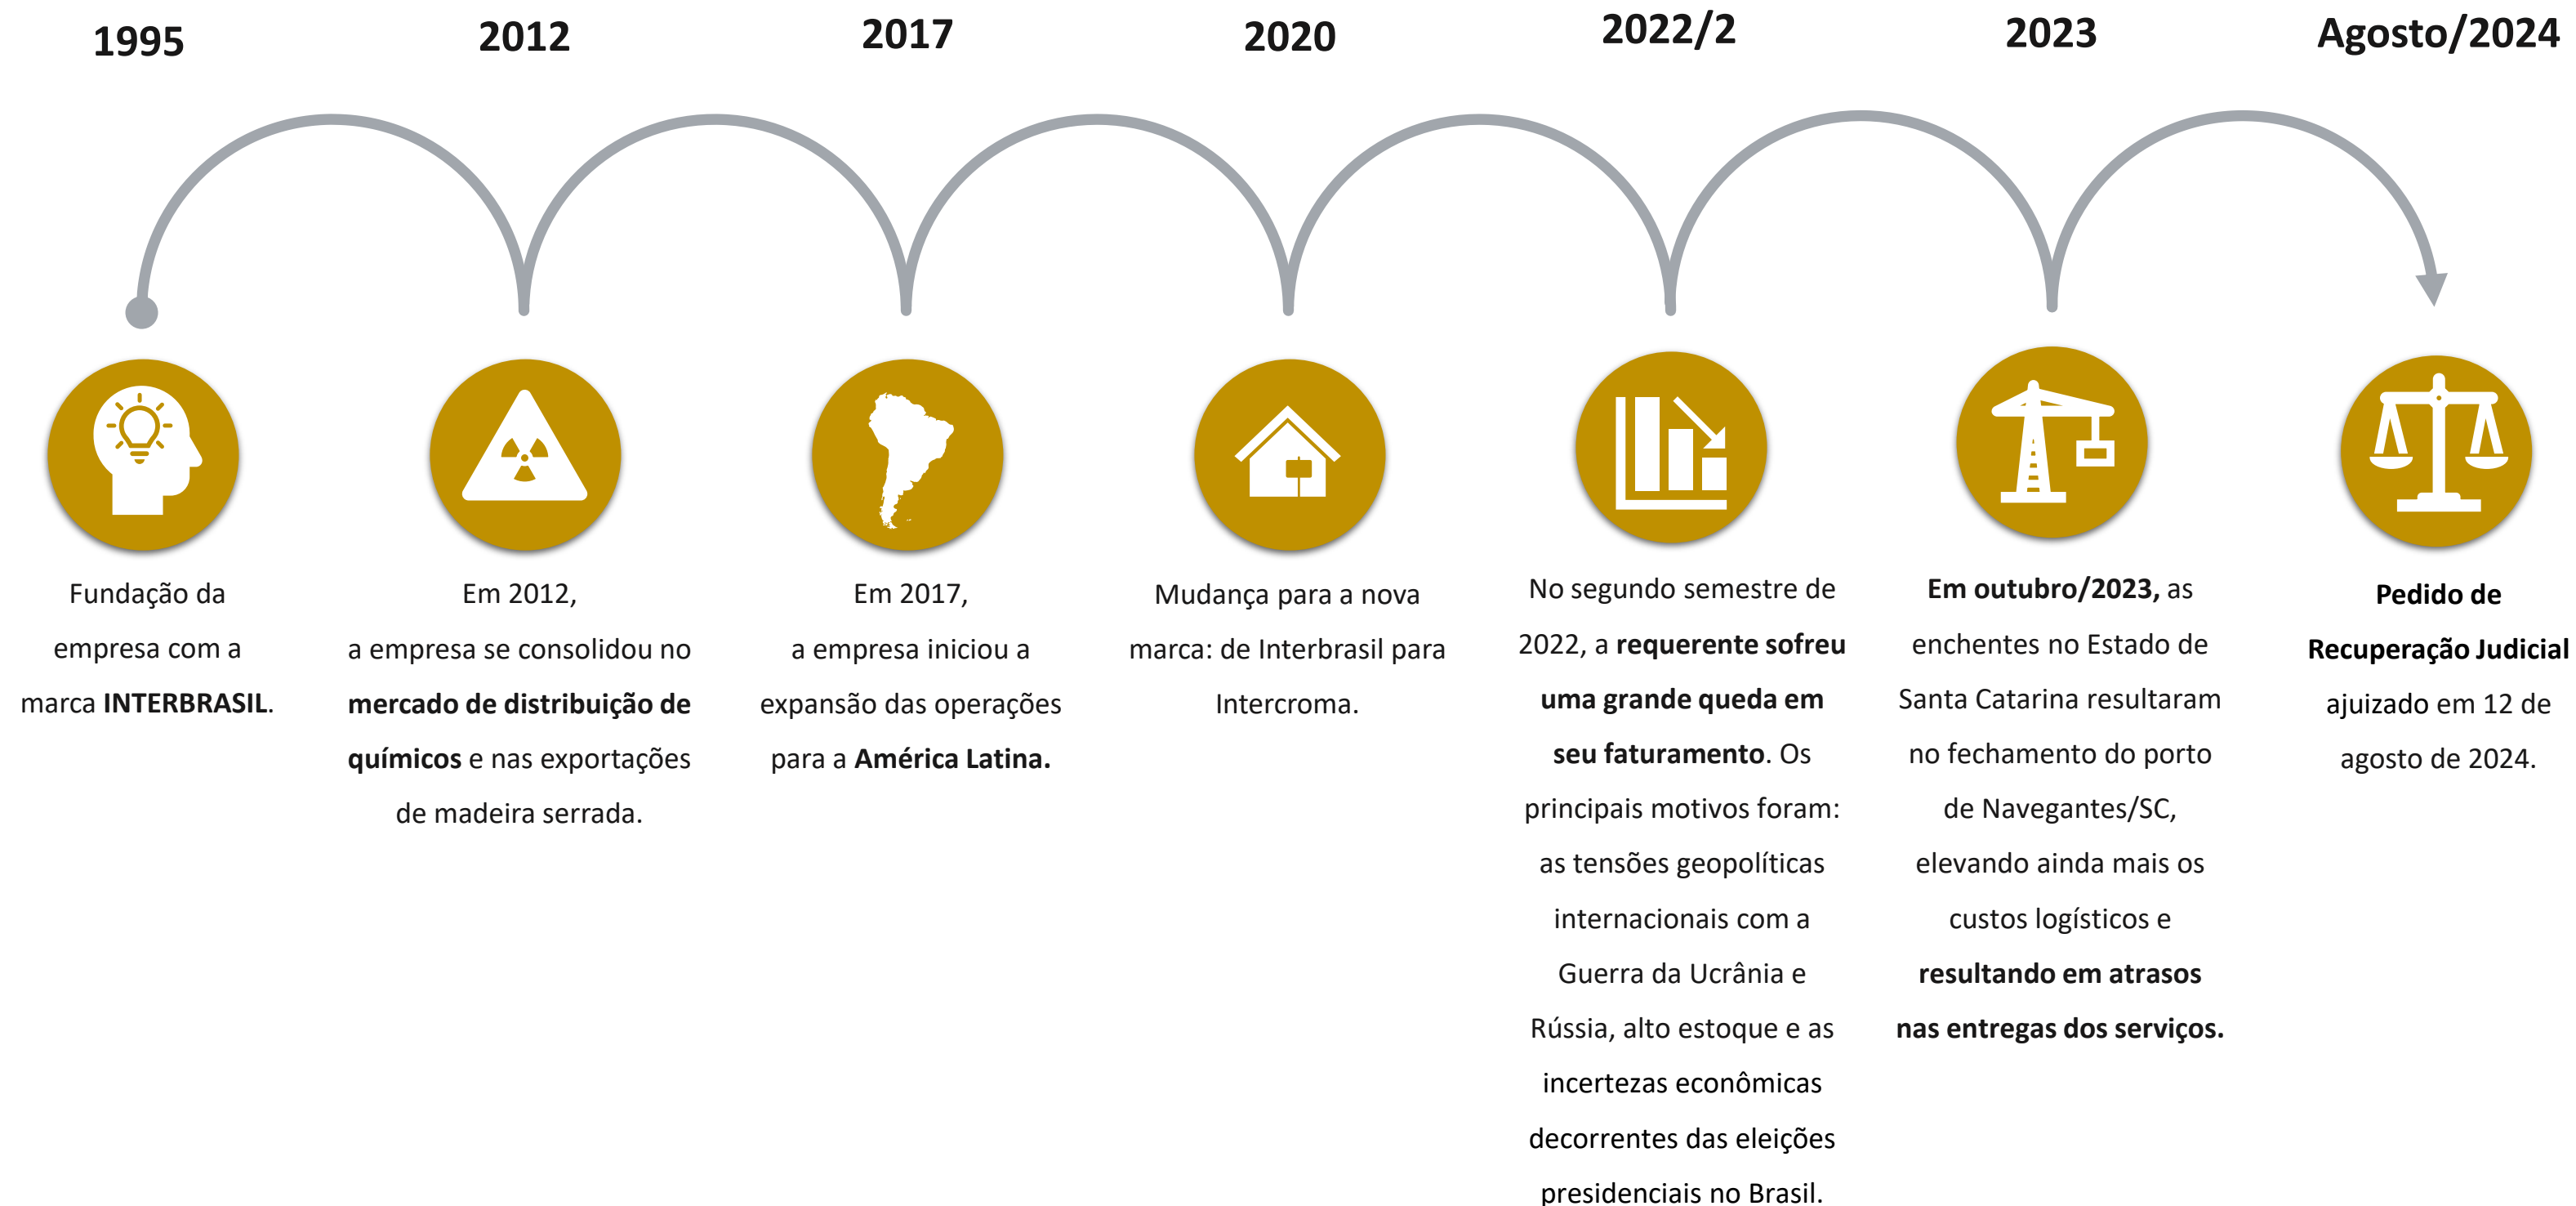 1995
Fundação da
empresa com a
marca INTERBRASIL.
2012
Em 2012,
a empresa se consolidou no
mercado de distribuição de
químicos e nas exportações
de madeira serrada.
2017
Em 2017,
a empresa iniciou a
expansão das operações
para a América Latina.
2020
Mudança para a nova
marca: de Interbrasil para
Intercroma.
2022/2
No segundo semestre de
2022, a requerente sofreu
uma grande queda em
seu faturamento. Os
principais motivos foram:
as tensões geopolíticas
internacionais com a
Guerra da Ucrânia e
Rússia, alto estoque e as
incertezas econômicas
decorrentes das eleições
presidenciais no Brasil.
2023
Em outubro/2023, as
enchentes no Estado de
Santa Catarina resultaram
no fechamento do porto
de Navegantes/SC,
elevando ainda mais os
custos logísticos e
resultando em atrasos
nas entregas dos serviços.
Agosto/2024
Pedido de
Recuperação Judicial
ajuizado em 12 de
agosto de 2024.